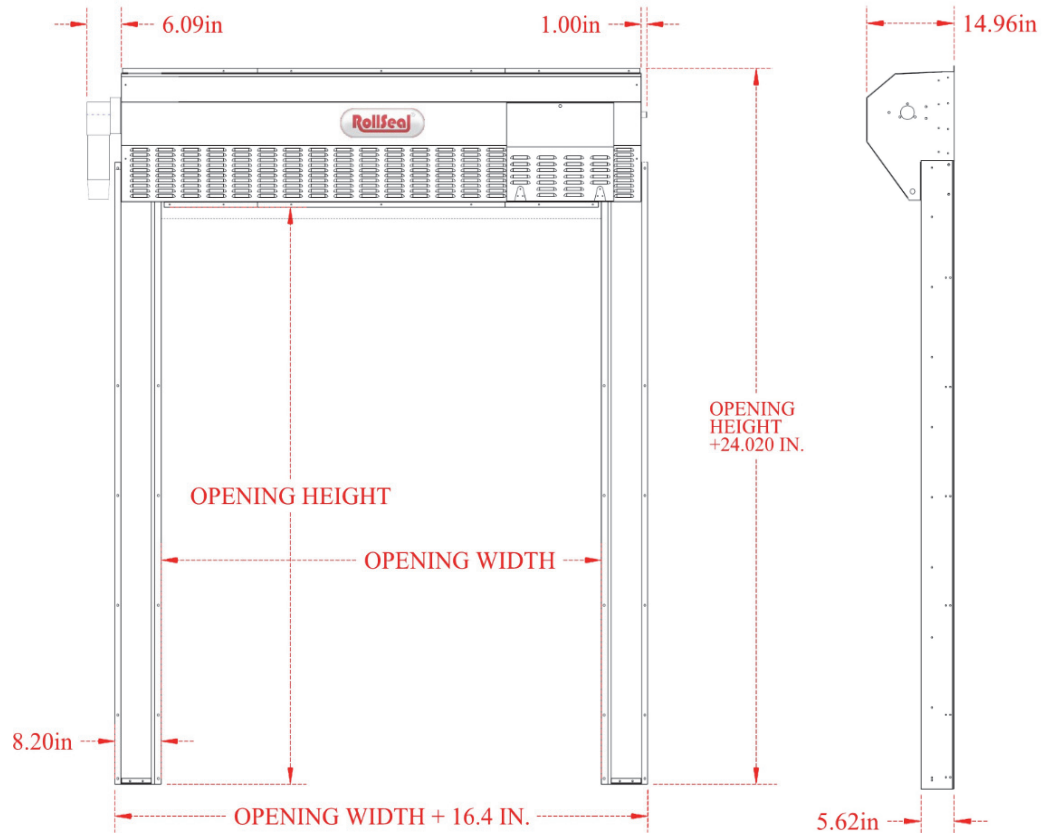 6.09in
1.00in
14.96in
RollSeal
OPENING
HEIGHT
+24.020 IN.
OPENING HEIGHT
OPENING WIDTH
8.20in
OPENING WIDTH + 16.4 IN.
5.62in